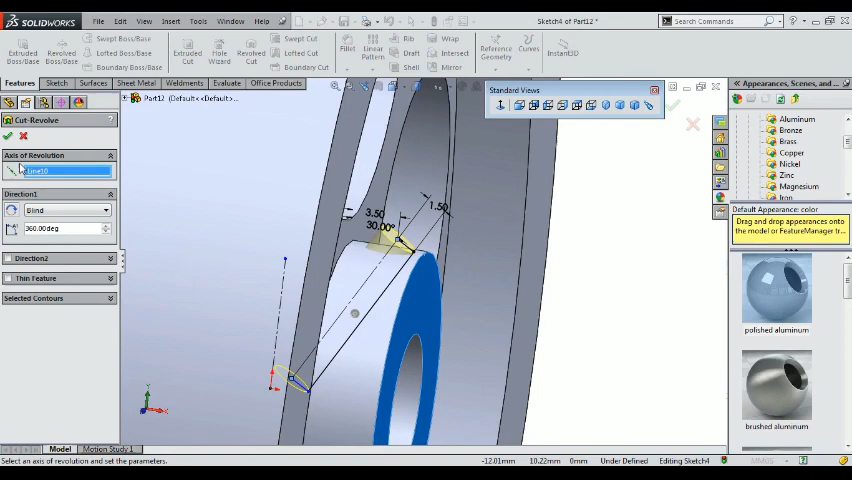 SOLIDWORKS File Edit View Insert Tools Window Help Sketch4 of Part12 * Search Commands
Extruded Boss/Base Revolved Boss/Base Swept Boss/Base Lofted Boss/Base Boundary Boss/Base Extruded Cut Hole Wizard Revolved Cut Swept Cut Lofted Cut Boundary Cut Fillet Linear Pattern Rib Draft Shell Wrap Intersect Mirror Reference Geometry Curves Instant3D
Features Sketch Surfaces Sheet Metal Weldments Evaluate Office Products
Standard Views
Appearances, Scenes, and...
Part12 (Default<<Default>...
Cut-Revolve
?
Axis of Revolution
Line10
Direction1
Blind
360.00deg
Direction2
Thin Feature
Selected Contours
3.50
30.00°
1.50
Y
X
Aluminum
Bronze
Brass
Copper
Nickel
Zinc
Magnesium
Iron
Default Appearance: color
Drag and drop appearances onto
the model or FeatureManager tr...
polished aluminum
brushed aluminum
Model Motion Study 1
Select an axis of revolution and set the parameters. -12.01mm 10.22mm 0mm Under Defined Editing Sketch4 MMGS